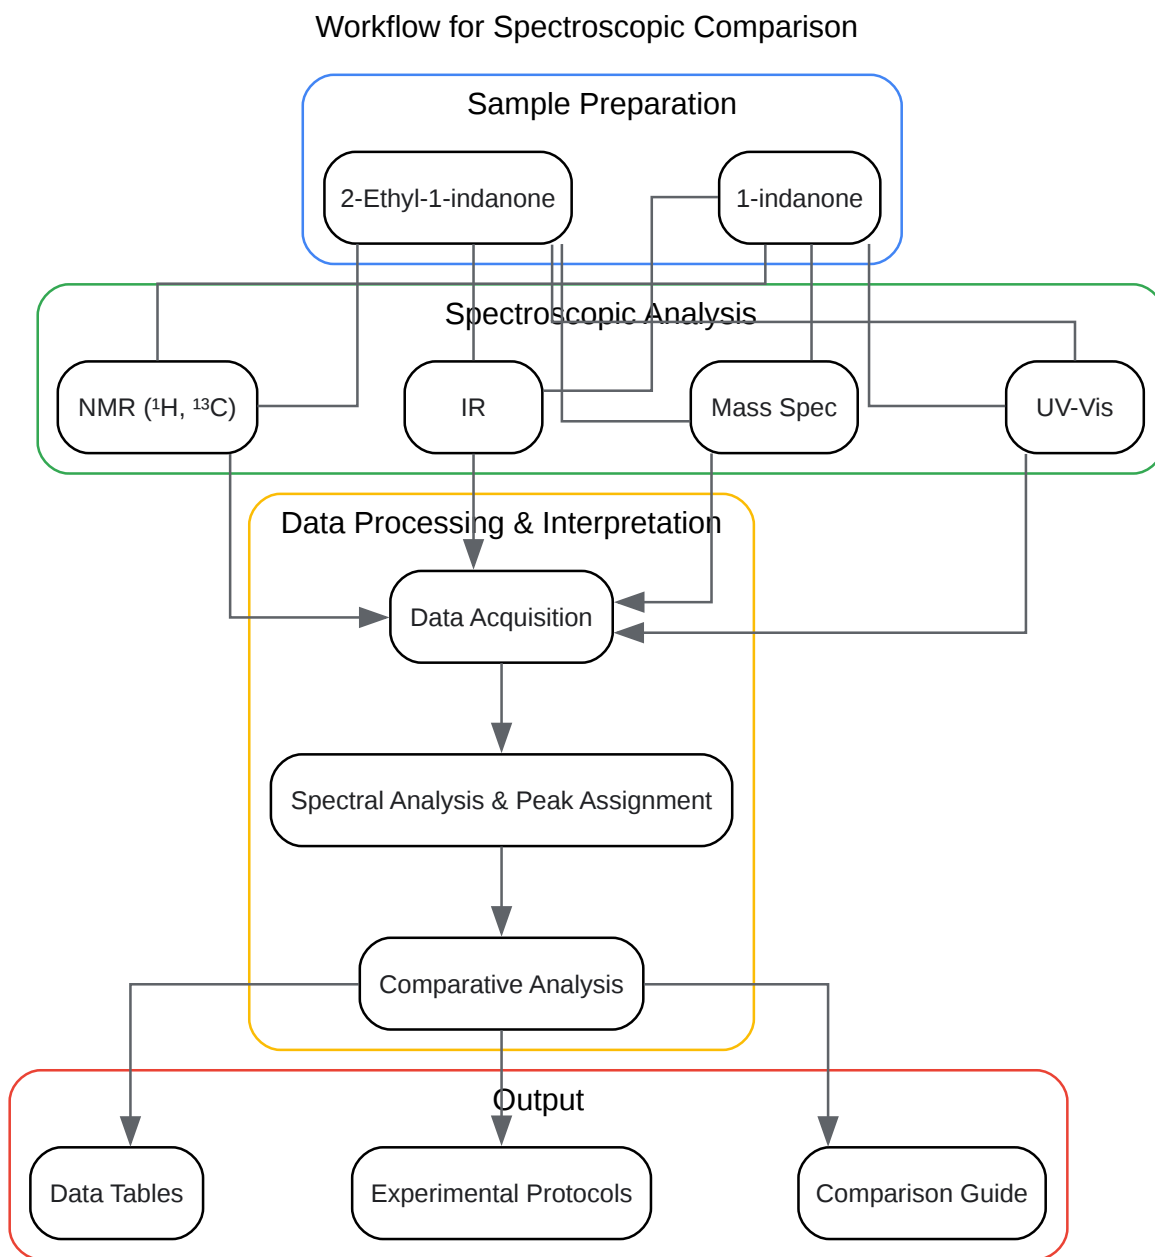 Workflow for Spectroscopic Comparison
Sample Preparation
2-Ethyl-1-indanone
1-indanone
Spectroscopic Analysis
NMR (¹H, ¹³C)
IR
Mass Spec
UV-Vis
Data Processing & Interpretation
Data Acquisition
Spectral Analysis & Peak Assignment
Comparative Analysis
Output
Data Tables
Experimental Protocols
Comparison Guide